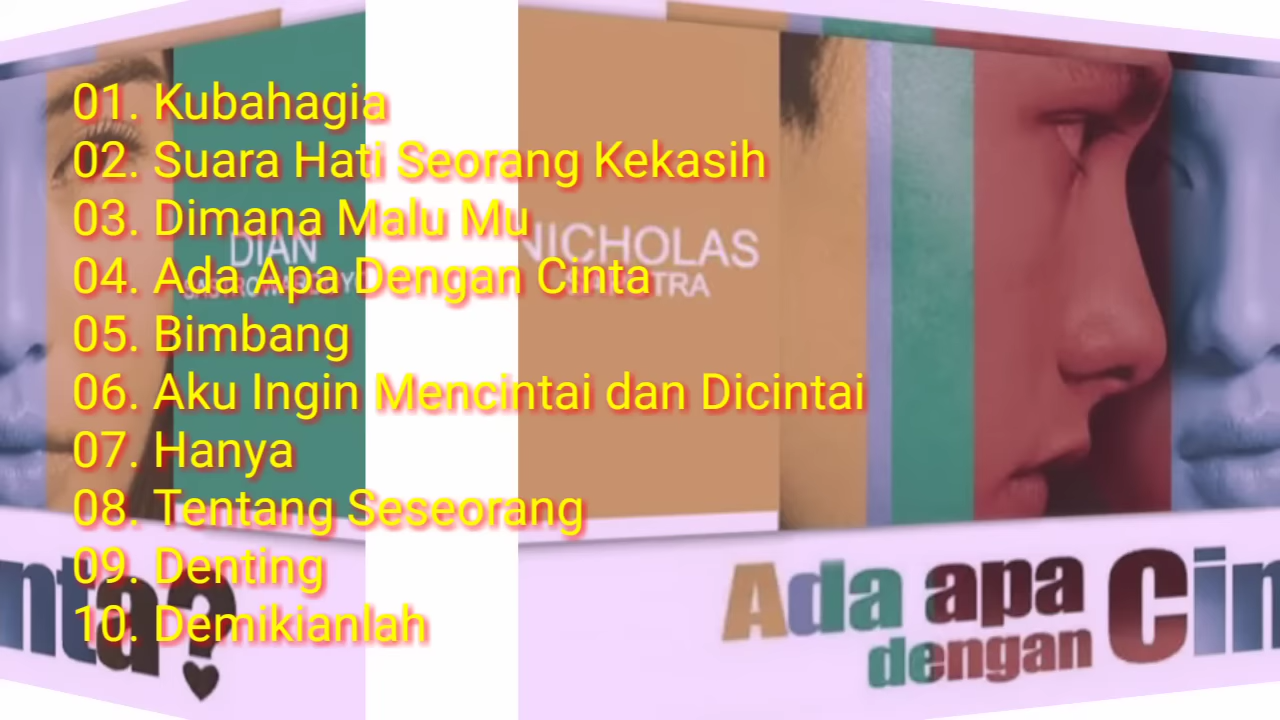 01. Kubahagia
02. Suara Hati Seorang Kekasih
03. Dimana Malu Mu
04. Ada Apa Dengan Cinta
05. Bimbang
06. Aku Ingin Mencintai dan Dicintai
07. Hanya
08. Tentang Seseorang
09. Denting
10. Demikianlah
DIAN
NICHOLAS
nta?
Ada apa
dengan Cin